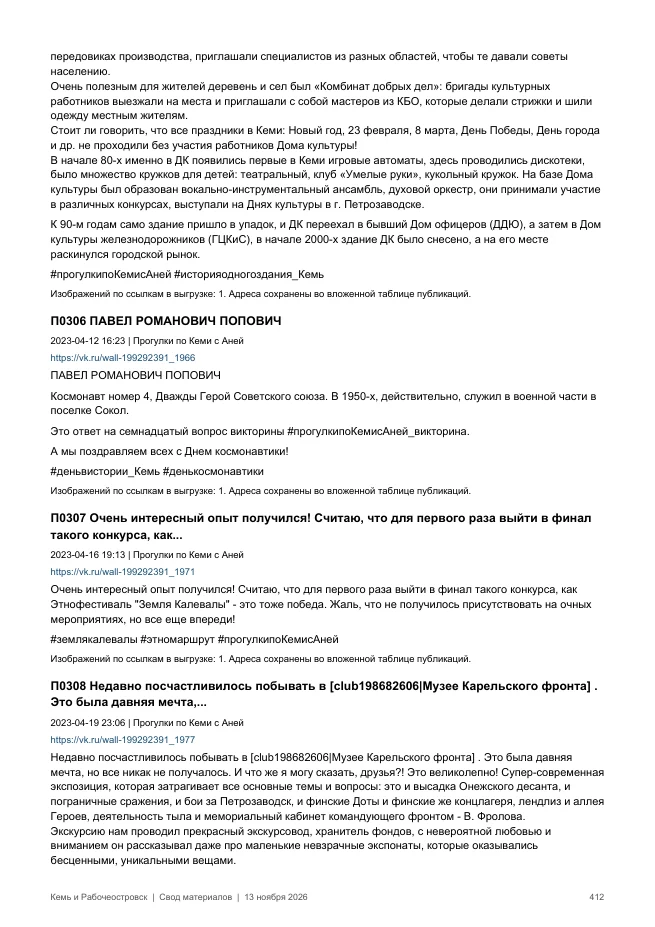 передовиках производства, приглашали специалистов из разных областей, чтобы те давали советы
населению.
Очень полезным для жителей деревень и сел был «Комбинат добрых дел»: бригады культурных
работников выезжали на места и приглашали с собой мастеров из КБО, которые делали стрижки и шили
одежду местным жителям.
Стоит ли говорить, что все праздники в Кеми: Новый год, 23 февраля, 8 марта, День Победы, День города
и др. не проходили без участия работников Дома культуры!
В начале 80-х именно в ДК появились первые в Кеми игровые автоматы, здесь проводились дискотеки,
было множество кружков для детей: театральный, клуб «Умелые руки», кукольный кружок. На базе Дома
культуры был образован вокально-инструментальный ансамбль, духовой оркестр, они принимали участие
в различных конкурсах, выступали на Днях культуры в г. Петрозаводске.
К 90-м годам само здание пришло в упадок, и ДК переехал в бывший Дом офицеров (ДДЮ), а затем в Дом
культуры железнодорожников (ГЦКиС), в начале 2000-х здание ДК было снесено, а на его месте
раскинулся городской рынок.
#прогулкипоКемисАней #историяодногоздания_Кемь
Изображений по ссылкам в выгрузке: 1. Адреса сохранены во вложенной таблице публикаций.
П0306 ПАВЕЛ РОМАНОВИЧ ПОПОВИЧ
2023-04-12 16:23 | Прогулки по Кеми с Аней
https://vk.ru/wall-199292391_1966
ПАВЕЛ РОМАНОВИЧ ПОПОВИЧ
Космонавт номер 4, Дважды Герой Советского союза. В 1950-х, действительно, служил в военной части в
поселке Сокол.
Это ответ на семнадцатый вопрос викторины #прогулкипоКемисАней_викторина.
А мы поздравляем всех с Днем космонавтики!
#деньвистории_Кемь #денькосмонавтики
Изображений по ссылкам в выгрузке: 1. Адреса сохранены во вложенной таблице публикаций.
П0307 Очень интересный опыт получился! Считаю, что для первого раза выйти в финал
такого конкурса, как...
2023-04-16 19:13 | Прогулки по Кеми с Аней
https://vk.ru/wall-199292391_1971
Очень интересный опыт получился! Считаю, что для первого раза выйти в финал такого конкурса, как
Этнофестиваль "Земля Калевалы" - это тоже победа. Жаль, что не получилось присутствовать на очных
мероприятиях, но все еще впереди!
#землякалевалы #этномаршрут #прогулкипоКемисАней
Изображений по ссылкам в выгрузке: 1. Адреса сохранены во вложенной таблице публикаций.
П0308 Недавно посчастливилось побывать в [club198682606|Музее Карельского фронта] .
Это была давняя мечта,...
2023-04-19 23:06 | Прогулки по Кеми с Аней
https://vk.ru/wall-199292391_1977
Недавно посчастливилось побывать в [club198682606|Музее Карельского фронта] . Это была давняя
мечта, но все никак не получалось. И что же я могу сказать, друзья?! Это великолепно! Супер-современная
экспозиция, которая затрагивает все основные темы и вопросы: это и высадка Онежского десанта, и
пограничные сражения, и бои за Петрозаводск, и финские Доты и финские же концлагеря, лендлиз и аллея
Героев, деятельность тыла и мемориальный кабинет командующего фронтом - В. Фролова.
Экскурсию нам проводил прекрасный экскурсовод, хранитель фондов, с невероятной любовью и
вниманием он рассказывал даже про маленькие невзрачные экспонаты, которые оказывались
бесценными, уникальными вещами.
Кемь и Рабочеостровск | Свод материалов | 13 ноября 2026 412